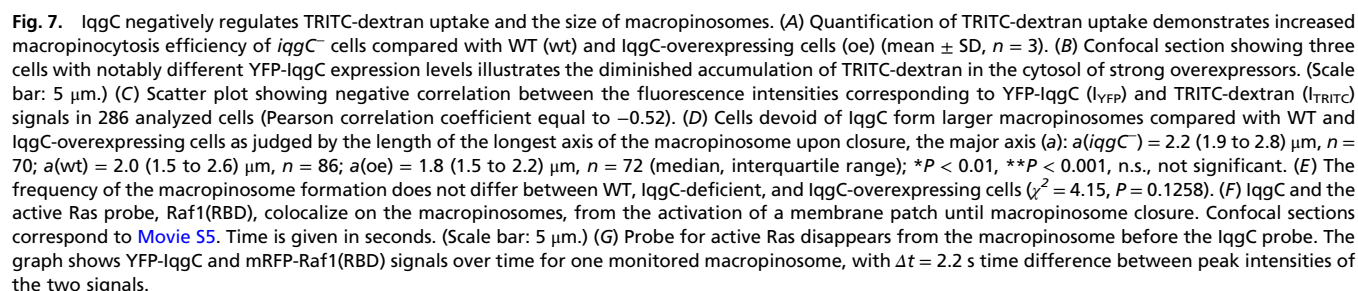 Fig. 7. IqgC negatively regulates TRITC-dextran uptake and the size of macropinosomes. (A) Quantification of TRITC-dextran uptake demonstrates increased
macropinocytosis efficiency of iqgC⁻ cells compared with WT (wt) and IqgC-overexpressing cells (oe) (mean ± SD, n = 3). (B) Confocal section showing three
cells with notably different YFP-IqgC expression levels illustrates the diminished accumulation of TRITC-dextran in the cytosol of strong overexpressors. (Scale
bar: 5 μm.) (C) Scatter plot showing negative correlation between the fluorescence intensities corresponding to YFP-IqgC (I_YFP) and TRITC-dextran (I_TRITC)
signals in 286 analyzed cells (Pearson correlation coefficient equal to −0.52). (D) Cells devoid of IqgC form larger macropinosomes compared with WT and
IqgC-overexpressing cells as judged by the length of the longest axis of the macropinosome upon closure, the major axis (a): a(iqgC⁻) = 2.2 (1.9 to 2.8) μm, n =
70; a(wt) = 2.0 (1.5 to 2.6) μm, n = 86; a(oe) = 1.8 (1.5 to 2.2) μm, n = 72 (median, interquartile range); *P < 0.01, **P < 0.001, n.s., not significant. (E) The
frequency of the macropinosome formation does not differ between WT, IqgC-deficient, and IqgC-overexpressing cells (χ² = 4.15, P = 0.1258). (F) IqgC and the
active Ras probe, Raf1(RBD), colocalize on the macropinosomes, from the activation of a membrane patch until macropinosome closure. Confocal sections
correspond to Movie S5. Time is given in seconds. (Scale bar: 5 μm.) (G) Probe for active Ras disappears from the macropinosome before the IqgC probe. The
graph shows YFP-IqgC and mRFP-Raf1(RBD) signals over time for one monitored macropinosome, with Δt = 2.2 s time difference between peak intensities of
the two signals.